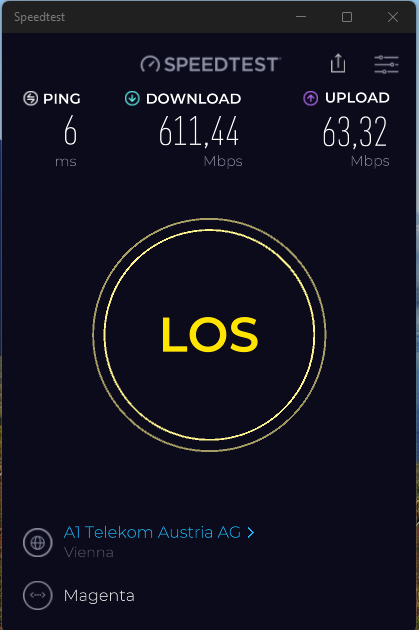 Speedtest
SPEEDTEST
PING DOWNLOAD UPLOAD
6 611,44 63,32
ms Mbps Mbps
LOS
A1 Telekom Austria AG
Vienna
Magenta